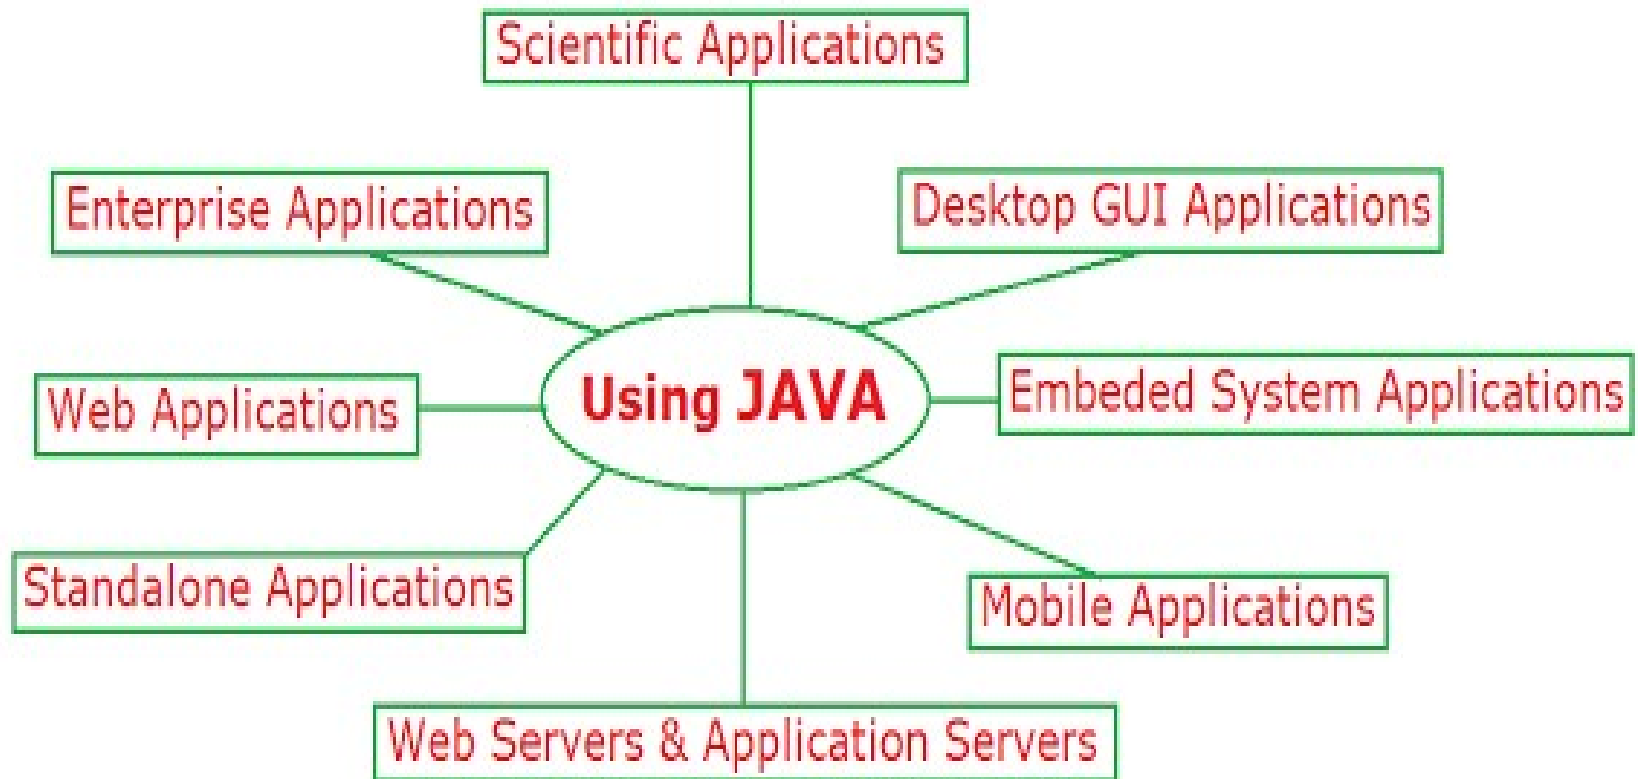 Scientific Applications
Enterprise Applications
Desktop GUI Applications
Using JAVA
Embeded System Applications
Web Applications
Standalone Applications
Mobile Applications
Web Servers & Application Servers